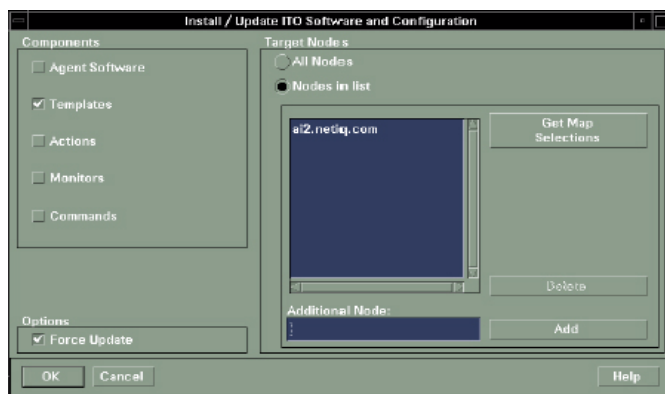 Install / Update ITO Software and Configuration
Components
Agent Software
Templates
Actions
Monitors
Commands
Options
Force Update
Target Nodes
All Nodes
Nodes in list
ai2.netiq.com
Get Map
Selections
Delete
Additional Node:
Add
OK
Cancel
Help